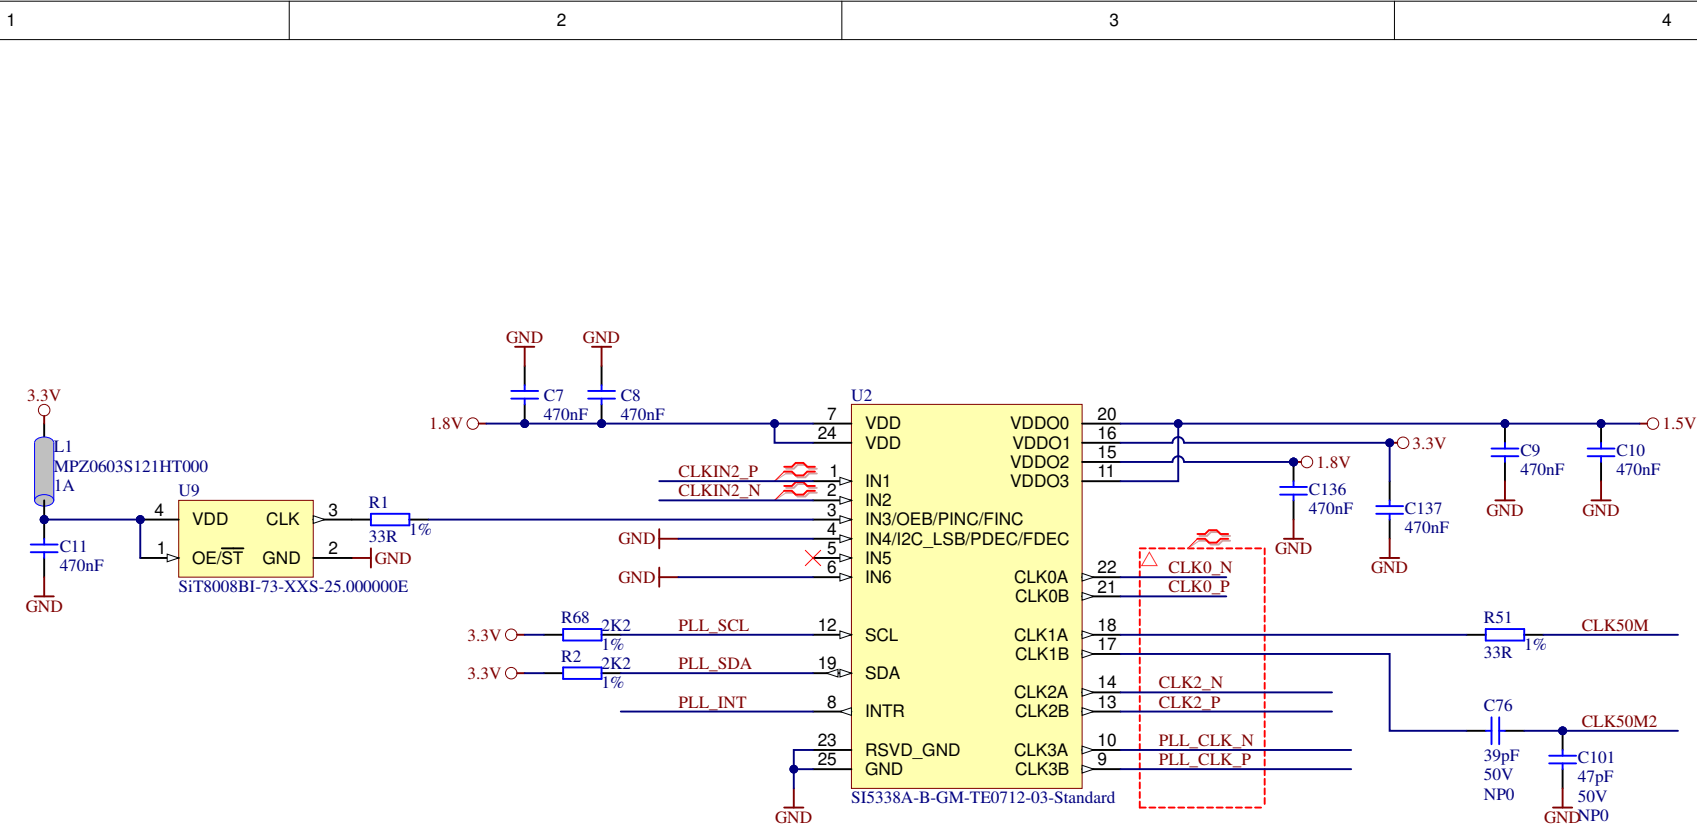 1 2 3 4
3.3V
L1
MPZ0603S121HT000
1A
C11
470nF
GND
U9
4 VDD CLK 3
1 OE/ST GND 2
GND
SiT8008BI-73-XXS-25.000000E
R1
33R 1%
GND GND
C7
470nF
C8
470nF
1.8V
CLKIN2_P
CLKIN2_N
GND
GND
3.3V R68 2K2 1% PLL_SCL
3.3V R2 2K2 1% PLL_SDA
PLL_INT
GND
U2
7 VDD VDDO0 20
24 VDD VDDO1 16
VDDO2 15
1 IN1 VDDO3 11
2 IN2
3 IN3/OEB/PINC/FINC
4 IN4/I2C_LSB/PDEC/FDEC
5 IN5
6 IN6 CLK0A 22
CLK0B 21
12 SCL CLK1A 18
CLK1B 17
19 SDA
CLK2A 14
8 INTR CLK2B 13
23 RSVD_GND CLK3A 10
25 GND CLK3B 9
SI5338A-B-GM-TE0712-03-Standard
1.5V
3.3V
1.8V
C9
470nF
GND
C10
470nF
GND
C136
470nF
GND
C137
470nF
GND
CLK0_N
CLK0_P
R51
33R 1%
CLK50M
CLK2_N
CLK2_P
PLL_CLK_N
PLL_CLK_P
C76
39pF
50V
NP0
CLK50M2
C101
47pF
50V
NP0
GND